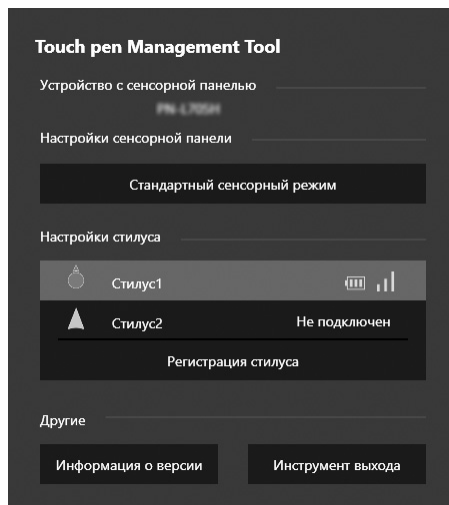 Touch pen Management Tool
Устройство с сенсорной панелью
Настройки сенсорной панели
Стандартный сенсорный режим
Настройки стилуса
Стилус1
Стилус2 Не подключен
Регистрация стилуса
Другие
Информация о версии Инструмент выхода